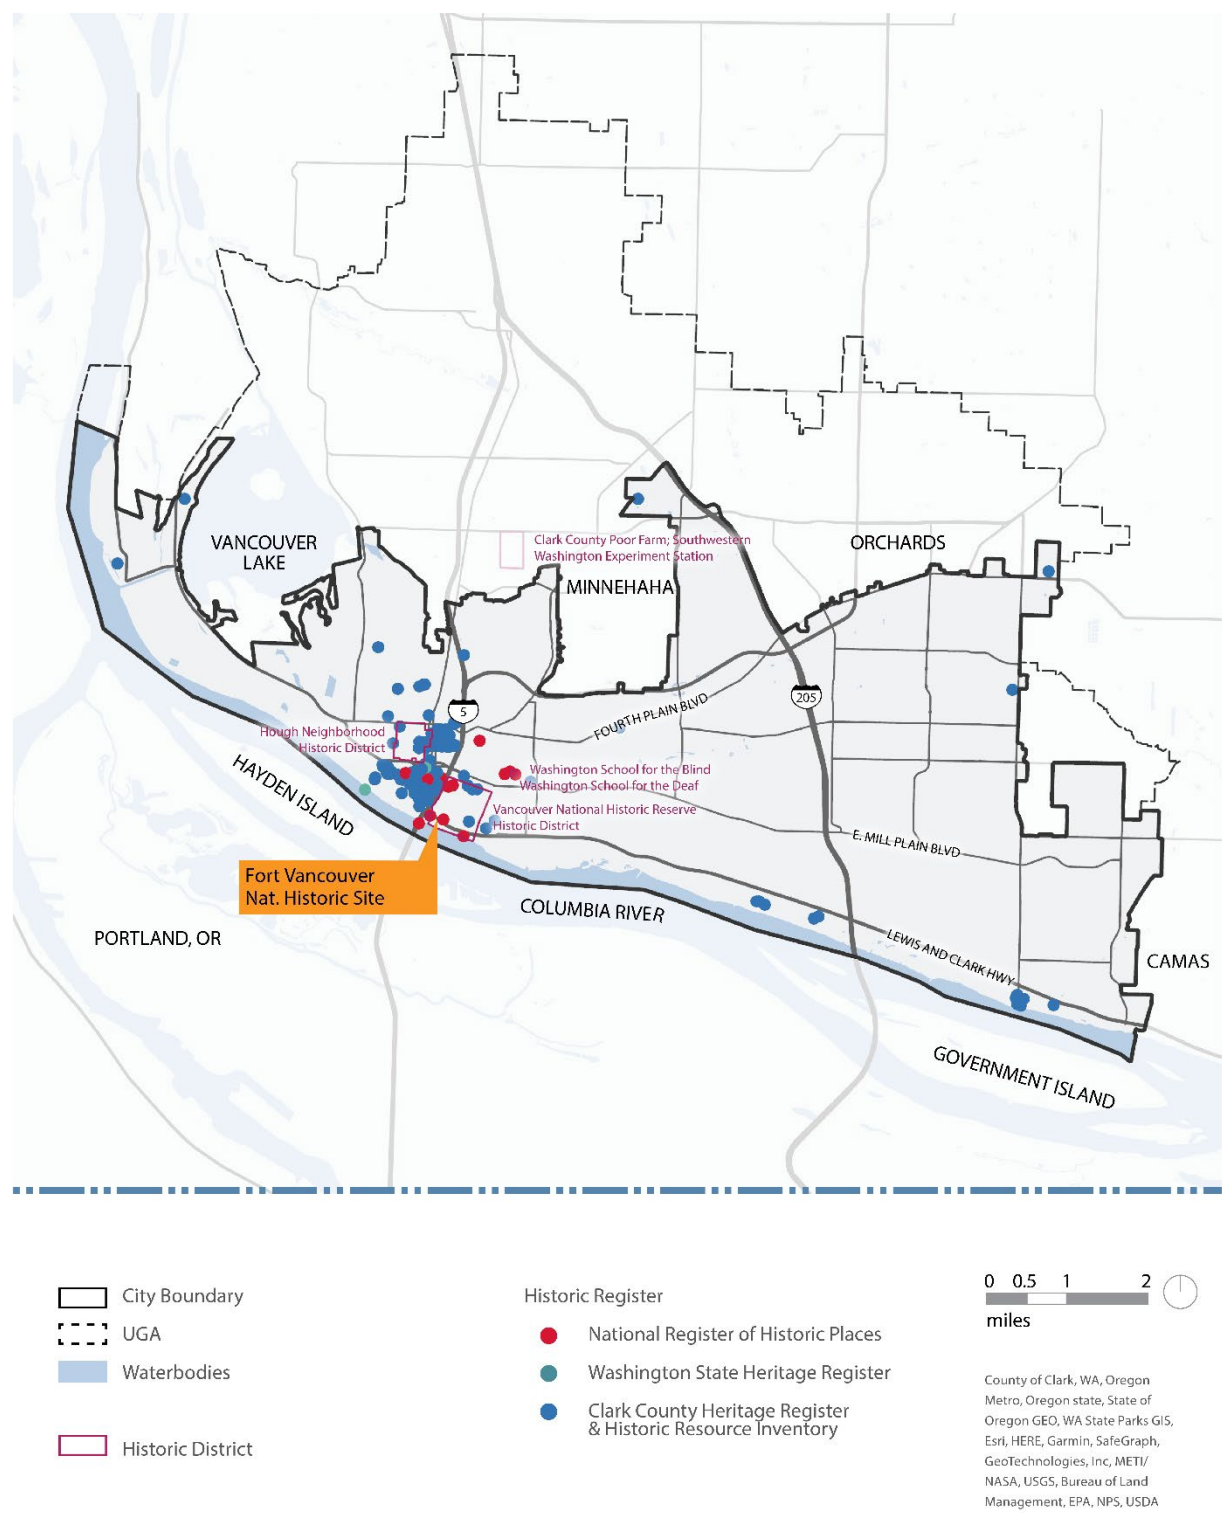 Clark County Poor Farm; Southwestern
Washington Experiment Station
VANCOUVER
LAKE
ORCHARDS
MINNEHAHA
5
205
FOURTH PLAIN BLVD
Hough Neighborhood
Historic District
HAYDEN ISLAND
Washington School for the Blind
Washington School for the Deaf
Vancouver National Historic Reserve
Historic District
E. MILL PLAIN BLVD
Fort Vancouver
Nat. Historic Site
COLUMBIA RIVER
PORTLAND, OR
LEWIS AND CLARK HWY
CAMAS
GOVERNMENT ISLAND
City Boundary
UGA
Waterbodies
Historic District
Historic Register
National Register of Historic Places
Washington State Heritage Register
Clark County Heritage Register
& Historic Resource Inventory
0 0.5 1 2
miles
County of Clark, WA, Oregon
Metro, Oregon state, State of
Oregon GEO, WA State Parks GIS,
Esri, HERE, Garmin, SafeGraph,
GeoTechnologies, Inc, METI/
NASA, USGS, Bureau of Land
Management, EPA, NPS, USDA